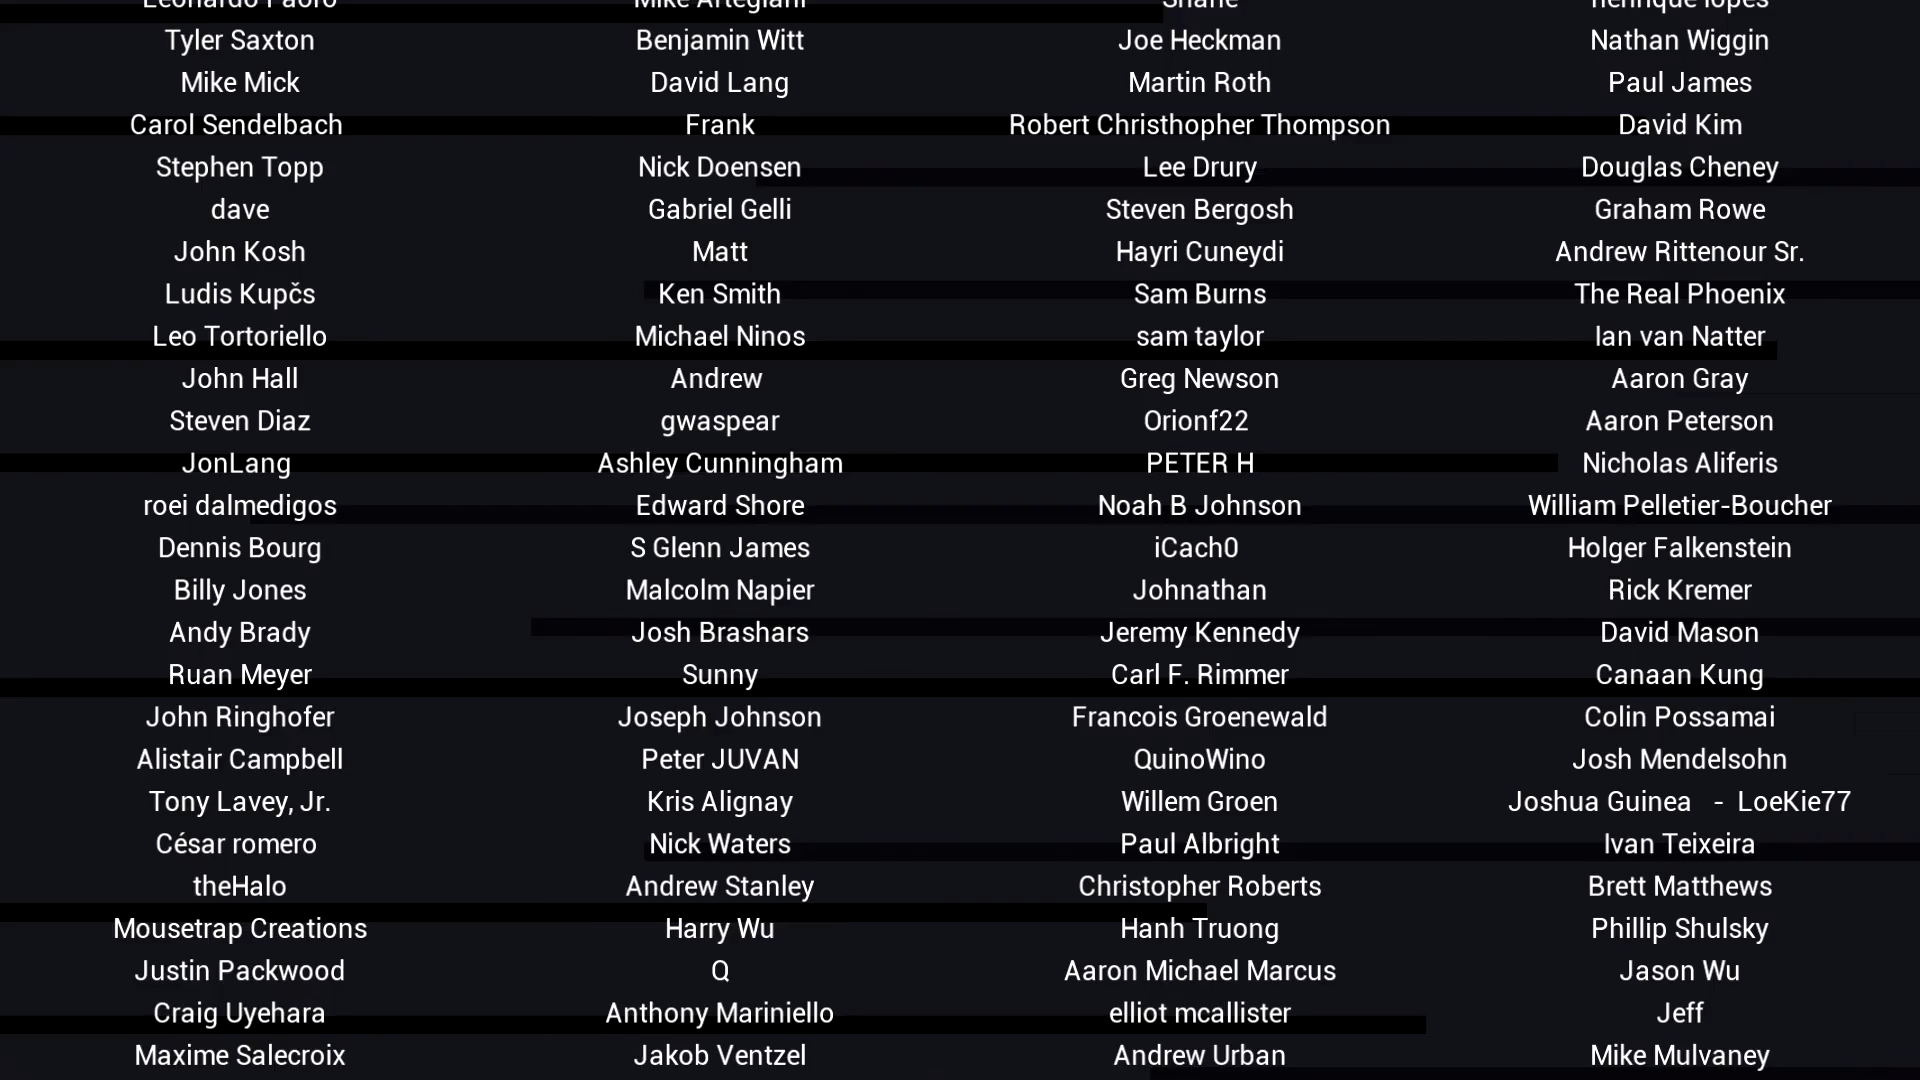 Tyler Saxton Benjamin Witt Joe Heckman Nathan Wiggin
Mike Mick David Lang Martin Roth Paul James
Carol Sendelbach Frank Robert Christhopher Thompson David Kim
Stephen Topp Nick Doensen Lee Drury Douglas Cheney
dave Gabriel Gelli Steven Bergosh Graham Rowe
John Kosh Matt Hayri Cuneydi Andrew Rittenour Sr.
Ludis Kupčs Ken Smith Sam Burns The Real Phoenix
Leo Tortoriello Michael Ninos sam taylor Ian van Natter
John Hall Andrew Greg Newson Aaron Gray
Steven Diaz gwaspear Orionf22 Aaron Peterson
JonLang Ashley Cunningham PETER H Nicholas Aliferis
roei dalmedigos Edward Shore Noah B Johnson William Pelletier-Boucher
Dennis Bourg S Glenn James iCach0 Holger Falkenstein
Billy Jones Malcolm Napier Johnathan Rick Kremer
Andy Brady Josh Brashars Jeremy Kennedy David Mason
Ruan Meyer Sunny Carl F. Rimmer Canaan Kung
John Ringhofer Joseph Johnson Francois Groenewald Colin Possamai
Alistair Campbell Peter JUVAN QuinoWino Josh Mendelsohn
Tony Lavey, Jr. Kris Alignay Willem Groen Joshua Guinea - LoeKie77
César romero Nick Waters Paul Albright Ivan Teixeira
theHalo Andrew Stanley Christopher Roberts Brett Matthews
Mousetrap Creations Harry Wu Hanh Truong Phillip Shulsky
Justin Packwood Q Aaron Michael Marcus Jason Wu
Craig Uyehara Anthony Mariniello elliot mcallister Jeff
Maxime Salecroix Jakob Ventzel Andrew Urban Mike Mulvaney